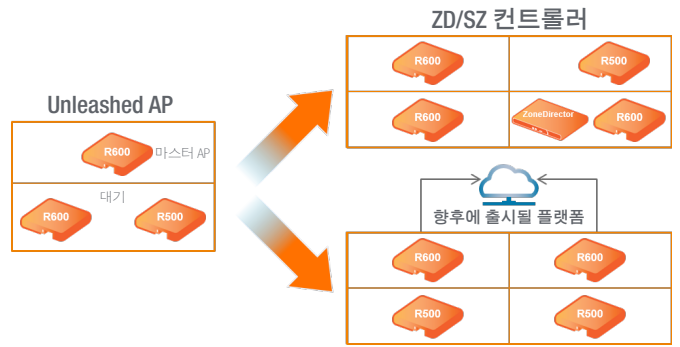 ZD/SZ 컨트롤러
R600
R500
R600
ZoneDirector
R600
Unleashed AP
R600
마스터 AP
대기
R600
R500
향후에 출시될 플랫폼
R600
R600
R500
R500